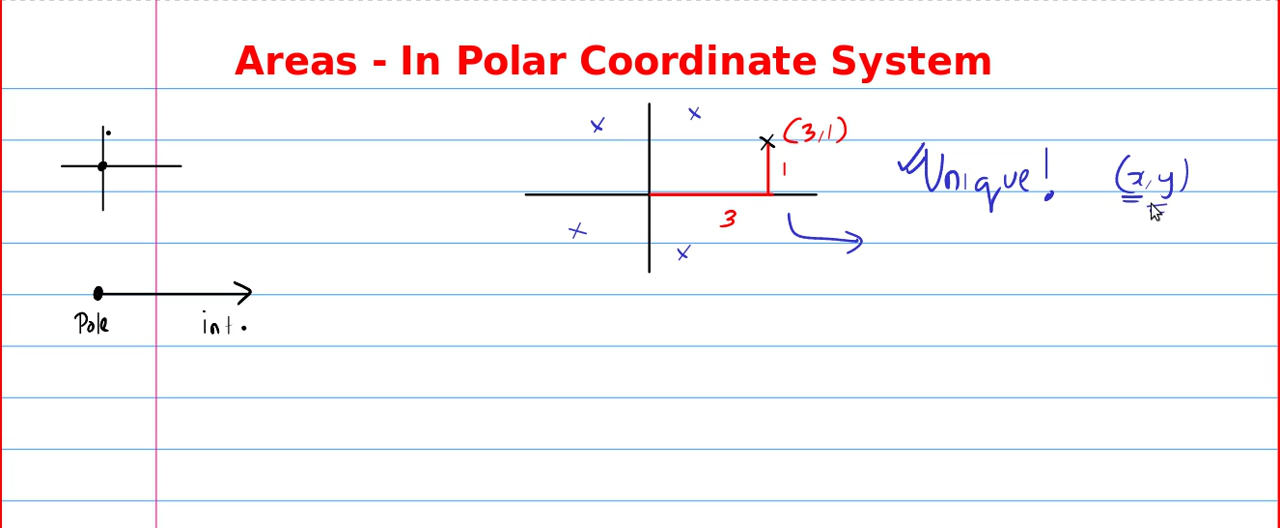 Areas - In Polar Coordinate System
(3,1)
1
3
Unique! (x,y)
Pole
int.